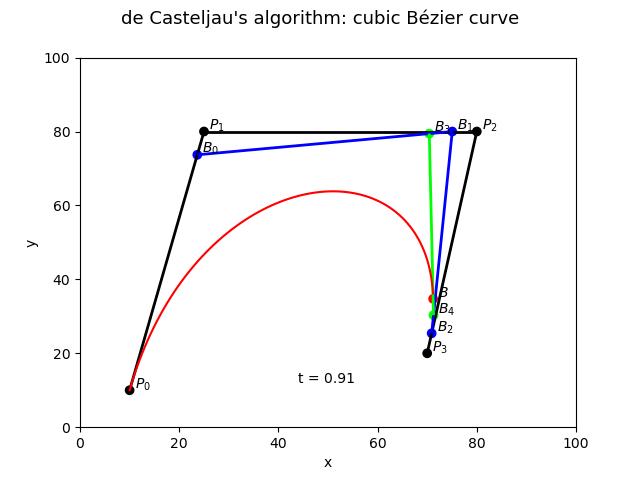 de Casteljau's algorithm: cubic Bézier curve
100
80
60
40
20
0
y
P₁
P₂
B₀
B₃
B₁
B
B₄
B₂
P₃
P₀
t = 0.91
0 20 40 60 80 100
x